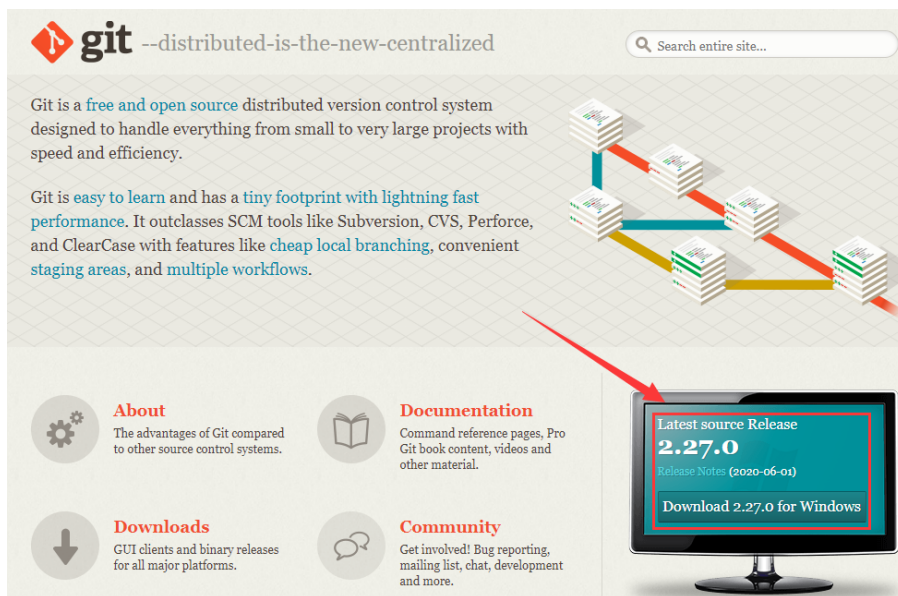 git --distributed-is-the-new-centralized
Search entire site...
Git is a free and open source distributed version control system
designed to handle everything from small to very large projects with
speed and efficiency.
Git is easy to learn and has a tiny footprint with lightning fast
performance. It outclasses SCM tools like Subversion, CVS, Perforce,
and ClearCase with features like cheap local branching, convenient
staging areas, and multiple workflows.
About
The advantages of Git compared
to other source control systems.
Documentation
Command reference pages, Pro
Git book content, videos and
other material.
Downloads
GUI clients and binary releases
for all major platforms.
Community
Get involved! Bug reporting,
mailing list, chat, development
and more.
Latest source Release
2.27.0
Release Notes (2020-06-01)
Download 2.27.0 for Windows